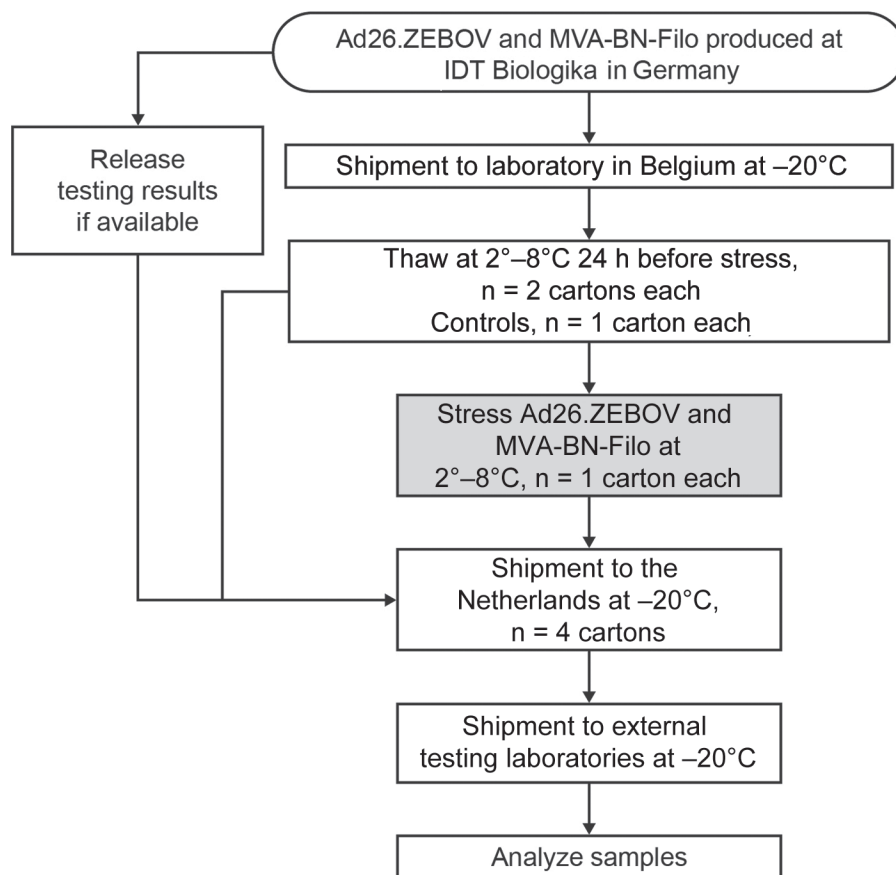 Ad26.ZEBOV and MVA-BN-Filo produced at
IDT Biologika in Germany
Release
testing results
if available
Shipment to laboratory in Belgium at –20°C
Thaw at 2°–8°C 24 h before stress,
n = 2 cartons each
Controls, n = 1 carton each
Stress Ad26.ZEBOV and
MVA-BN-Filo at
2°–8°C, n = 1 carton each
Shipment to the
Netherlands at –20°C,
n = 4 cartons
Shipment to external
testing laboratories at –20°C
Analyze samples